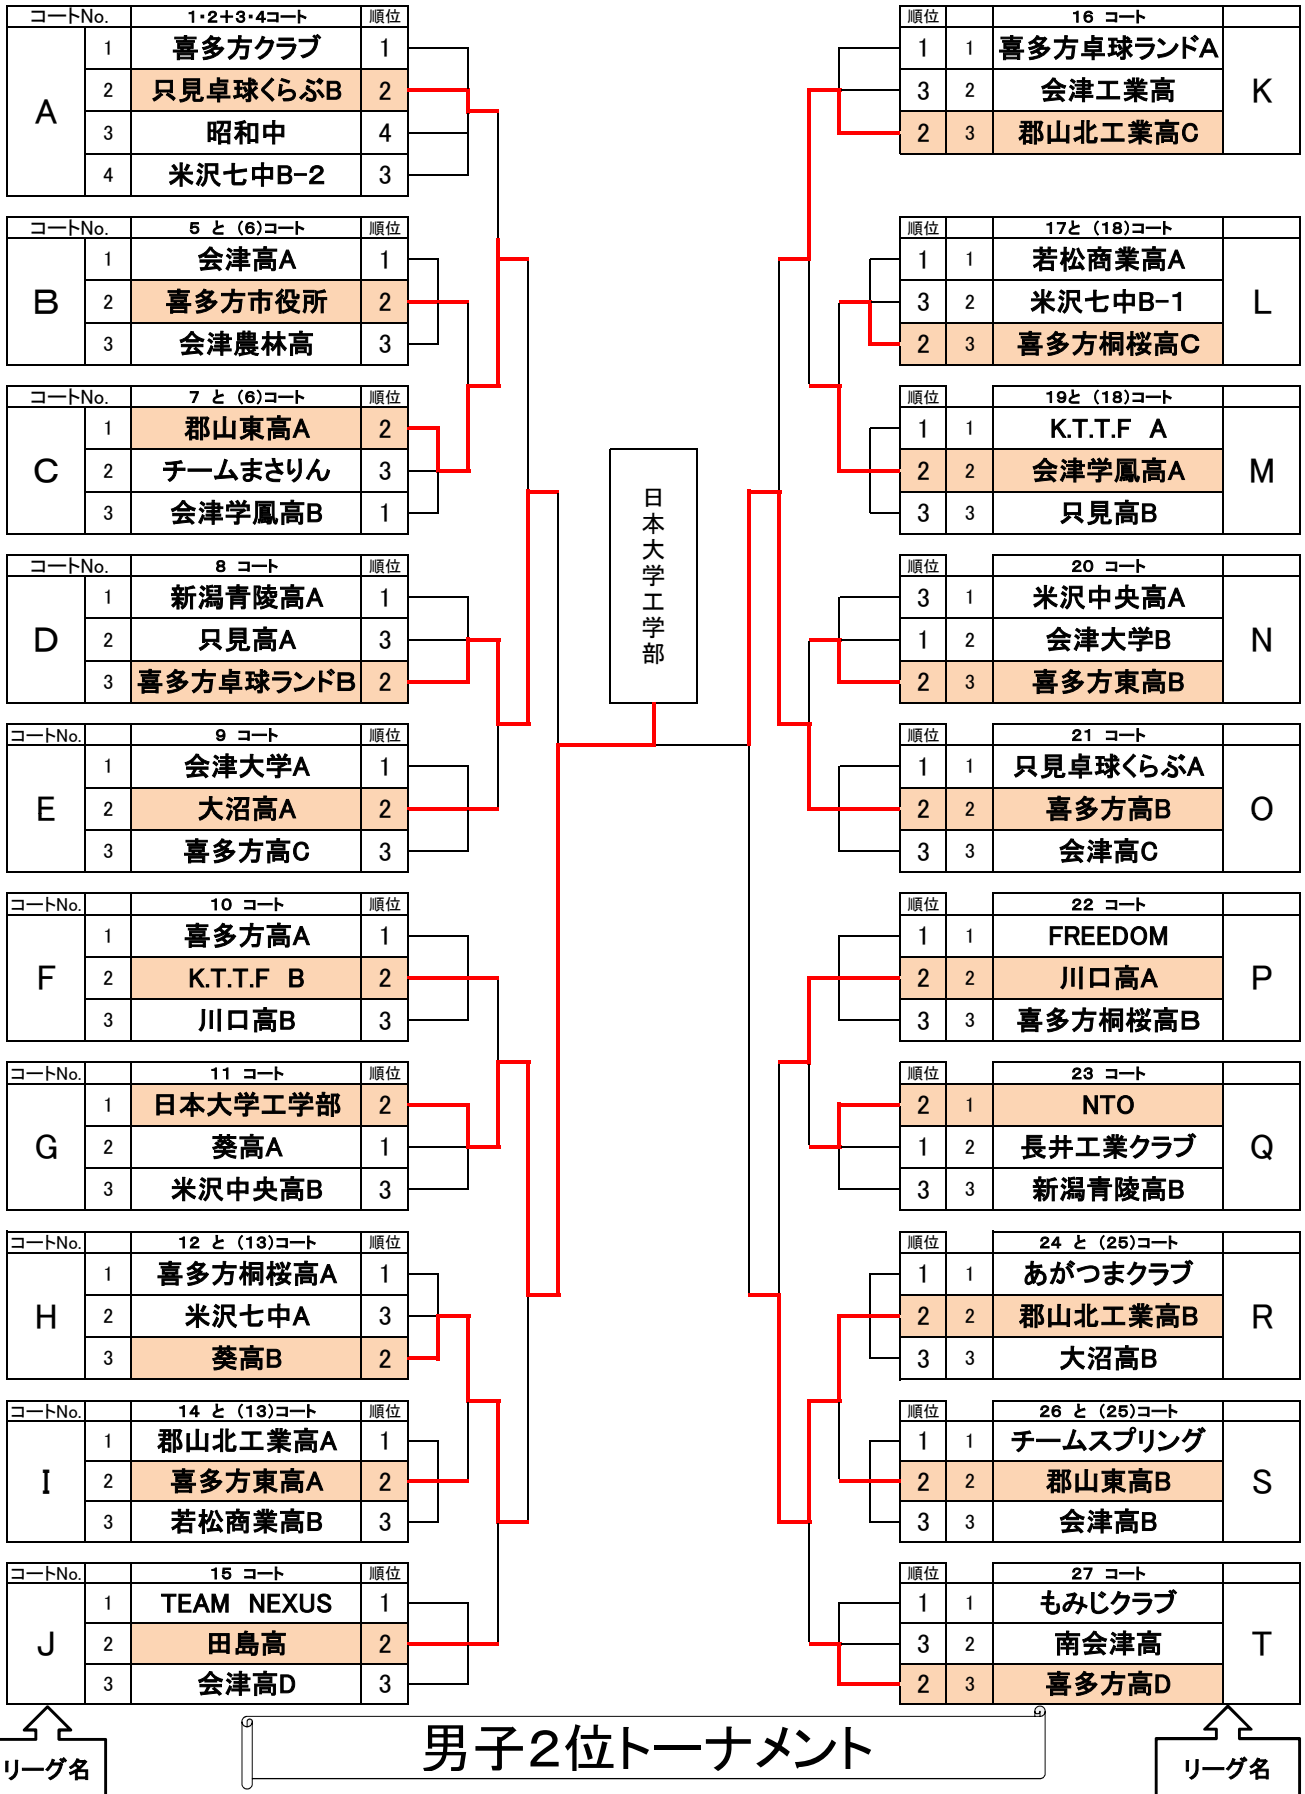 コートNo. 1・2+3・4コート 順位
A
1 喜多方クラブ 1
2 只見卓球くらぶB 2
3 昭和中 4
4 米沢七中B-2 3
コートNo. 5 と (6)コート 順位
B
1 会津高A 1
2 喜多方市役所 2
3 会津農林高 3
コートNo. 7 と (6)コート 順位
C
1 郡山東高A 2
2 チームまさりん 3
3 会津学鳳高B 1
コートNo. 8 コート 順位
D
1 新潟青陵高A 1
2 只見高A 3
3 喜多方卓球ランドB 2
コートNo. 9 コート 順位
E
1 会津大学A 1
2 大沼高A 2
3 喜多方高C 3
コートNo. 10 コート 順位
F
1 喜多方高A 1
2 K.T.T.F B 2
3 川口高B 3
コートNo. 11 コート 順位
G
1 日本大学工学部 2
2 葵高A 1
3 米沢中央高B 3
コートNo. 12 と (13)コート 順位
H
1 喜多方桐桜高A 1
2 米沢七中A 3
3 葵高B 2
コートNo. 14 と (13)コート 順位
I
1 郡山北工業高A 1
2 喜多方東高A 2
3 若松商業高B 3
コートNo. 15 コート 順位
J
1 TEAM NEXUS 1
2 田島高 2
3 会津高D 3
リーグ名
日本大学工学部
順位 16 コート
1 1 喜多方卓球ランドA
3 2 会津工業高
2 3 郡山北工業高C
K
順位 17と (18)コート
1 1 若松商業高A
3 2 米沢七中B-1
2 3 喜多方桐桜高C
L
順位 19と (18)コート
1 1 K.T.T.F A
2 2 会津学鳳高A
3 3 只見高B
M
順位 20 コート
3 1 米沢中央高A
1 2 会津大学B
2 3 喜多方東高B
N
順位 21 コート
1 1 只見卓球くらぶA
2 2 喜多方高B
3 3 会津高C
O
順位 22 コート
1 1 FREEDOM
2 2 川口高A
3 3 喜多方桐桜高B
P
順位 23 コート
2 1 NTO
1 2 長井工業クラブ
3 3 新潟青陵高B
Q
順位 24 と (25)コート
1 1 あがつまクラブ
2 2 郡山北工業高B
3 3 大沼高B
R
順位 26 と (25)コート
1 1 チームスプリング
2 2 郡山東高B
3 3 会津高B
S
順位 27 コート
1 1 もみじクラブ
3 2 南会津高
2 3 喜多方高D
T
リーグ名
男子2位トーナメント